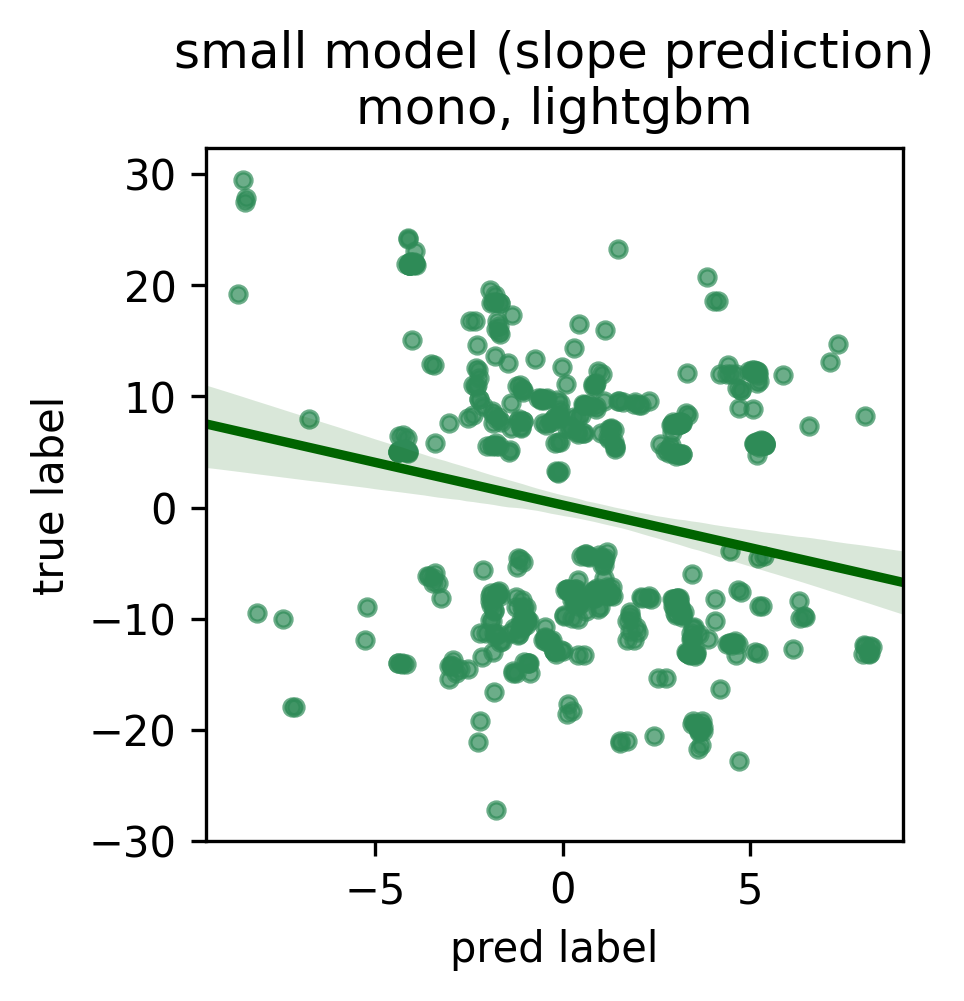 small model (slope prediction)
mono, lightgbm
30
20
10
0
−10
−20
−30
true label
−5
0
5
pred label